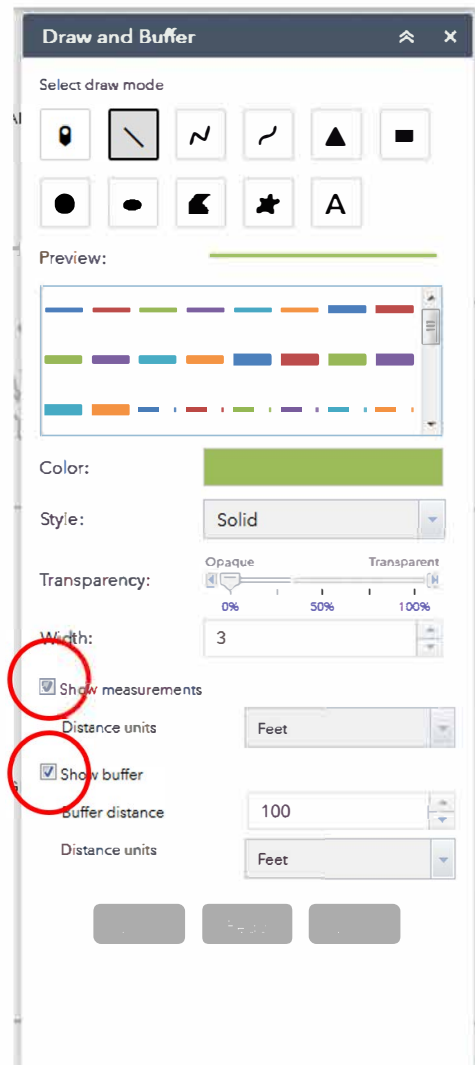 Draw and Buffer
Select draw mode
A
Preview:
Color:
Style: Solid
Opaque Transparent
Transparency:
0% 50% 100%
Width: 3
Show measurements
Distance units Feet
Show buffer
Buffer distance 100
Distance units Feet